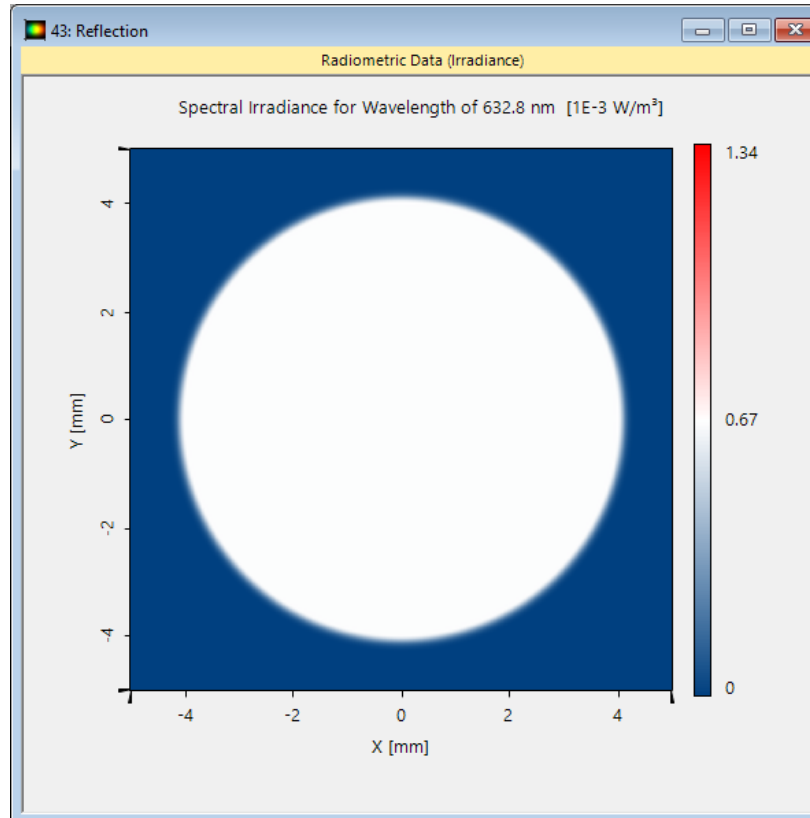 43: Reflection
Radiometric Data (Irradiance)
Spectral Irradiance for Wavelength of 632.8 nm [1E-3 W/m³]
1.34
4
2
0.67
0
Y [mm]
-2
-4
0
-4
-2
0
2
4
X [mm]